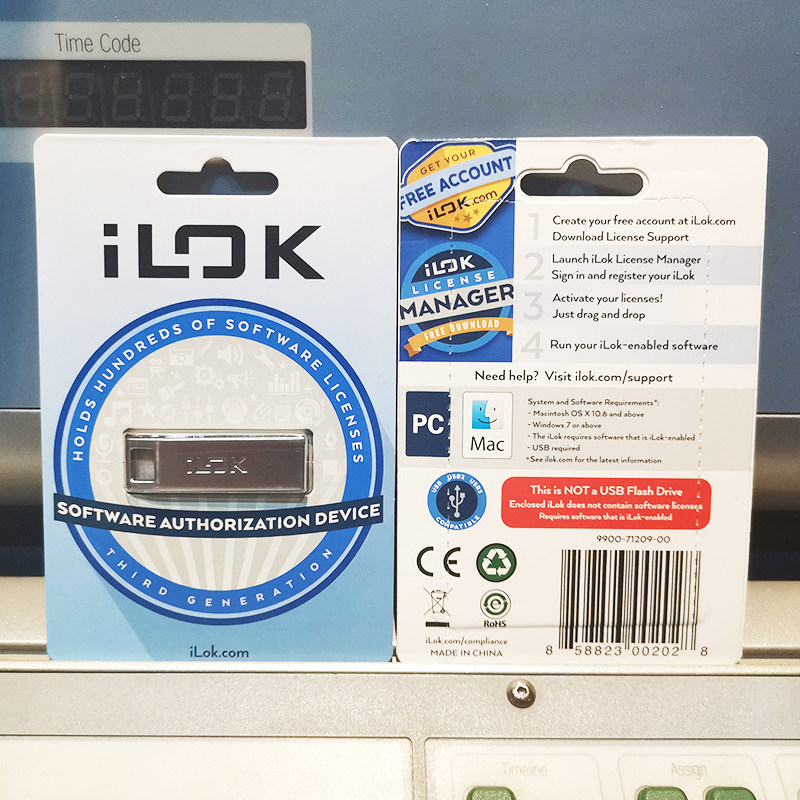 Time Code
iLOK
HOLDS HUNDREDS OF SOFTWARE LICENSES
iLOK
SOFTWARE AUTHORIZATION DEVICE
THIRD GENERATION
iLok.com
GET YOUR
FREE ACCOUNT
iLOK.com
iLOK
LICENSE
MANAGER
FREE DOWNLOAD
1 Create your free account at iLok.com
Download License Support
2 Launch iLok License Manager
Sign in and register your iLok
3 Activate your licenses!
Just drag and drop
4 Run your iLok-enabled software
Need help? Visit ilok.com/support
PC
Mac
System and Software Requirements*:
- Macintosh OS X 10.6 and above
- Windows 7 or above
- The iLok requires software that is iLok-enabled
- USB required
*See ilok.com for the latest information
USB USB2 USB3
COMPATIBLE
This is NOT a USB Flash Drive
Enclosed iLok does not contain software licenses
Requires software that is iLok-enabled
9900-71209-00
CE
RoHS
iLok.com/compliance
MADE IN CHINA
8 58823 00202 8
Timeline
Assign